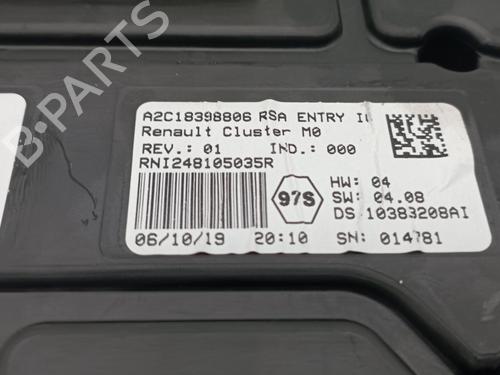 A2C18398806 RSA ENTRY
Renault Cluster M0
REV.: 01 IND.: 000
RNI248105035R
HW: 04
97S
SW: 04.08
DS 10383208AI
06/10/19 20:10 SN: 014781